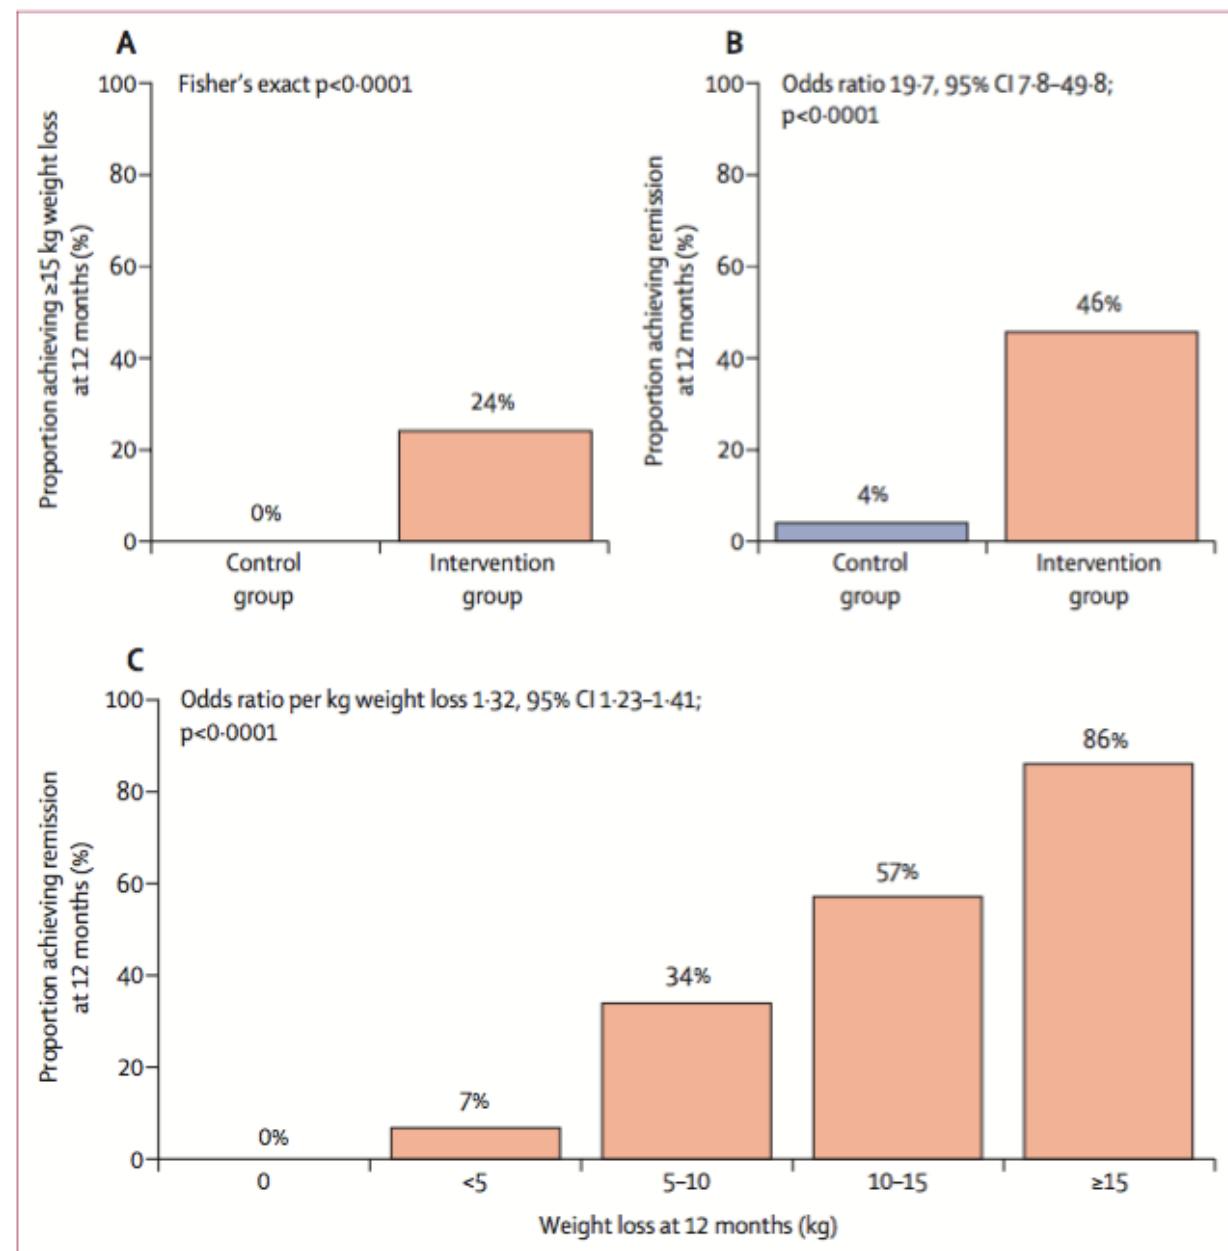 A
Fisher's exact p<0·0001
100
80
60
40
20
0
Proportion achieving ≥15 kg weight loss
at 12 months (%)
0%
24%
Control
group
Intervention
group
B
Odds ratio 19·7, 95% CI 7·8–49·8;
p<0·0001
100
80
60
40
20
0
Proportion achieving remission
at 12 months (%)
4%
46%
Control
group
Intervention
group
C
Odds ratio per kg weight loss 1·32, 95% CI 1·23–1·41;
p<0·0001
100
80
60
40
20
0
Proportion achieving remission
at 12 months (%)
0%
7%
34%
57%
86%
0
<5
5–10
10–15
≥15
Weight loss at 12 months (kg)